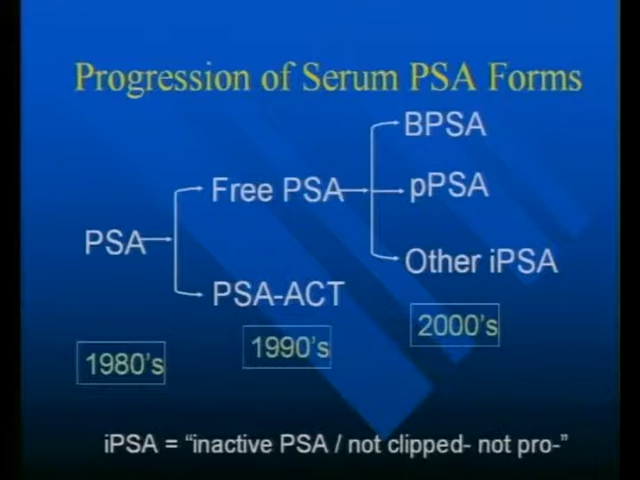 Progression of Serum PSA Forms
BPSA
Free PSA
pPSA
PSA
Other iPSA
PSA-ACT
2000's
1990's
1980's
iPSA = “inactive PSA / not clipped- not pro-”